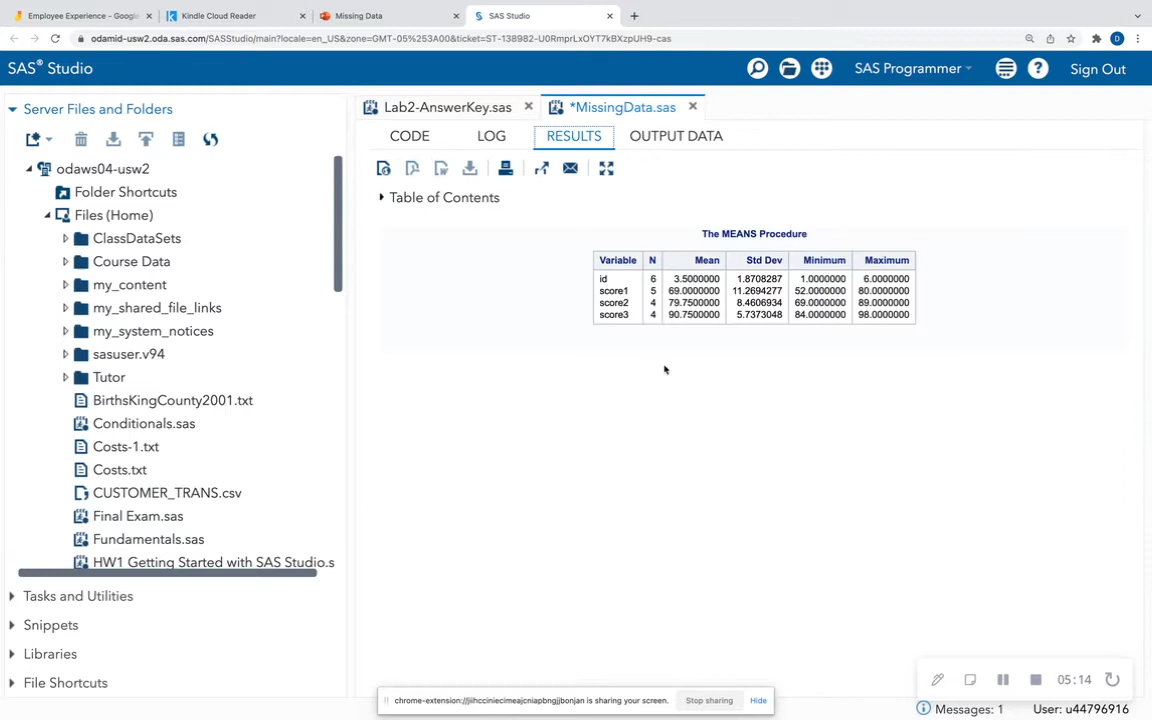 Employee Experience - Googl
Kindle Cloud Reader
Missing Data
SAS Studio
odamid-usw2.oda.sas.com/SASStudio/main?locale=en_US&zone=GMT-05%253A00&ticket=ST-138982-U0RmprLxOYT7kBXzpUH9-cas
D
SAS® Studio
SAS Programmer
Sign Out
Server Files and Folders
odaws04-usw2
Folder Shortcuts
Files (Home)
ClassDataSets
Course Data
my_content
my_shared_file_links
my_system_notices
sasuser.v94
Tutor
BirthsKingCounty2001.txt
Conditionals.sas
Costs-1.txt
Costs.txt
CUSTOMER_TRANS.csv
Final Exam.sas
Fundamentals.sas
HW1 Getting Started with SAS Studio.s
Tasks and Utilities
Snippets
Libraries
File Shortcuts
Lab2-AnswerKey.sas
*MissingData.sas
CODE LOG RESULTS OUTPUT DATA
Table of Contents
The MEANS Procedure
Variable N Mean Std Dev Minimum Maximum
id 6 3.5000000 1.8708287 1.0000000 6.0000000
score1 5 69.0000000 11.2694277 52.0000000 80.0000000
score2 4 79.7500000 8.4606934 69.0000000 89.0000000
score3 4 90.7500000 5.7373048 84.0000000 98.0000000
05:14
chrome-extension://jiihcciniecimeajcniapbngjjbonjan is sharing your screen.
Stop sharing
Hide
Messages: 1
User: u44796916